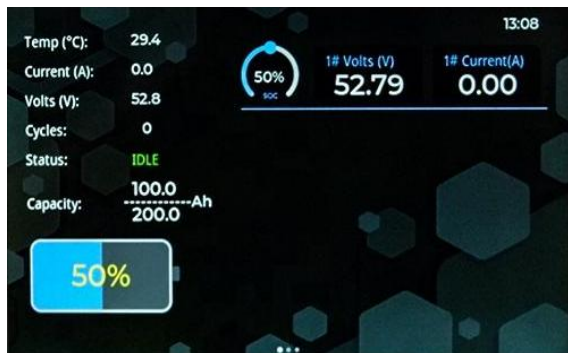 13:08
Temp (°C): 29.4
Current (A): 0.0
Volts (V): 52.8
Cycles: 0
Status: IDLE
Capacity: 100.0
------------Ah
200.0
50%
50%
SOC
1# Volts (V)
52.79
1# Current(A)
0.00